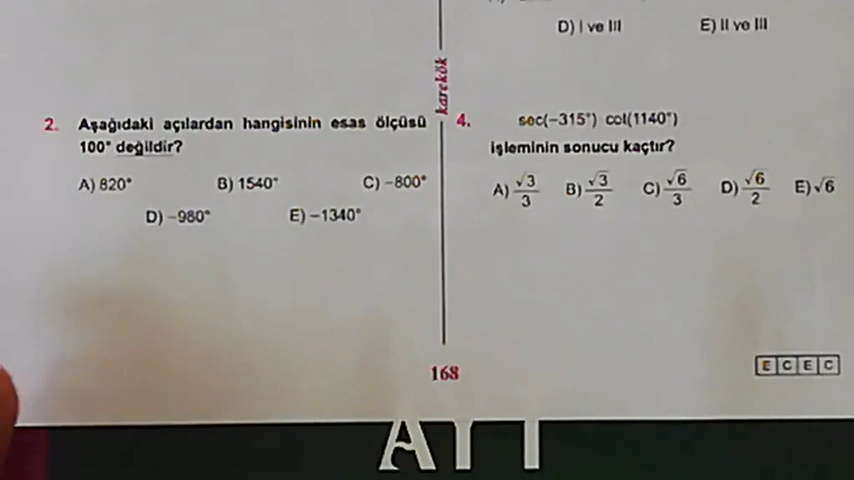 D) I ve III E) II ve III
karekök
2. Aşağıdaki açılardan hangisinin esas ölçüsü
100° değildir?
A) 820° B) 1540° C) -800°
D) -980° E) -1340°
4. sec(-315°) cot(1140°)
işleminin sonucu kaçtır?
A) √3/3 B) √3/2 C) √6/3 D) √6/2 E) √6
168
E C E C